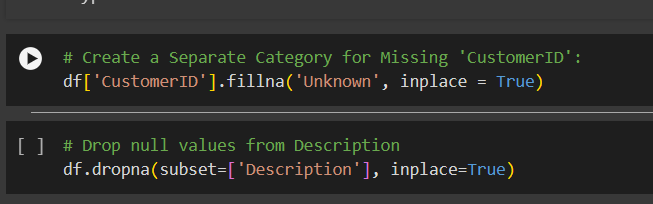 # Create a Separate Category for Missing 'CustomerID':
df['CustomerID'].fillna('Unknown', inplace = True)
[ ] # Drop null values from Description
df.dropna(subset=['Description'], inplace=True)